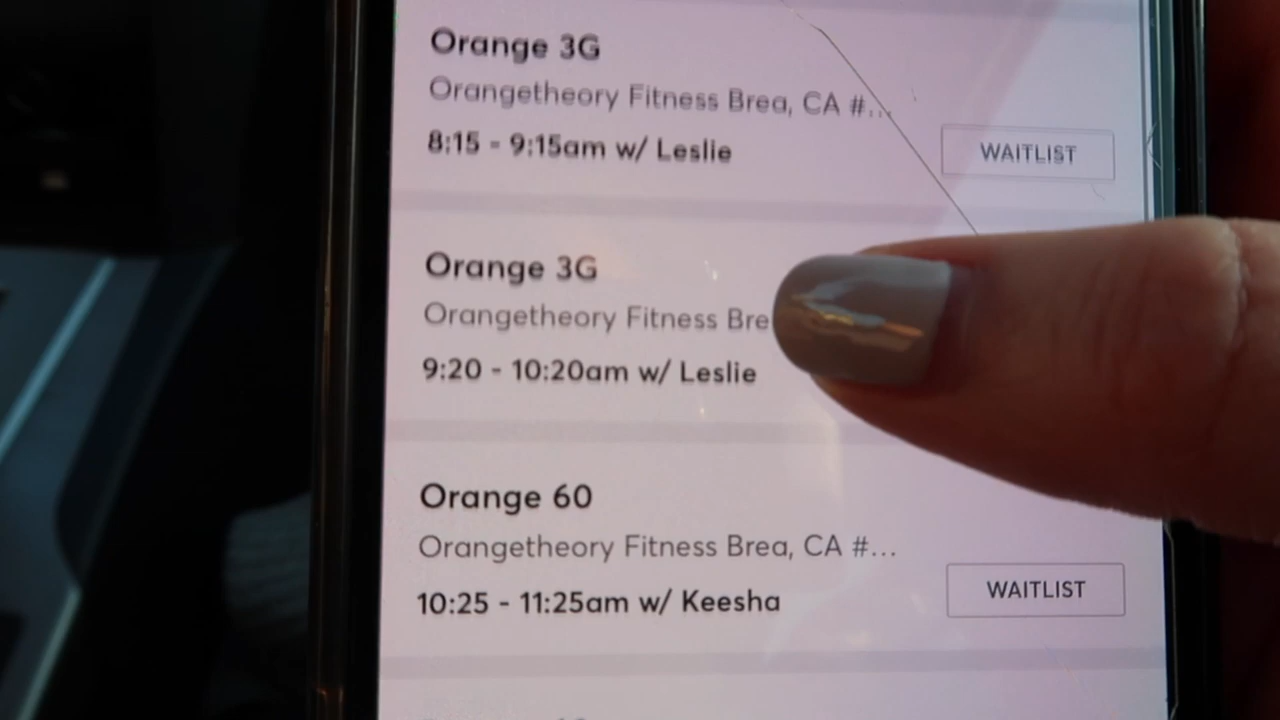 Orange 3G
Orangetheory Fitness Brea, CA #...
8:15 - 9:15am w/ Leslie
WAITLIST
Orange 3G
Orangetheory Fitness Bre
9:20 - 10:20am w/ Leslie
Orange 60
Orangetheory Fitness Brea, CA #...
10:25 - 11:25am w/ Keesha
WAITLIST